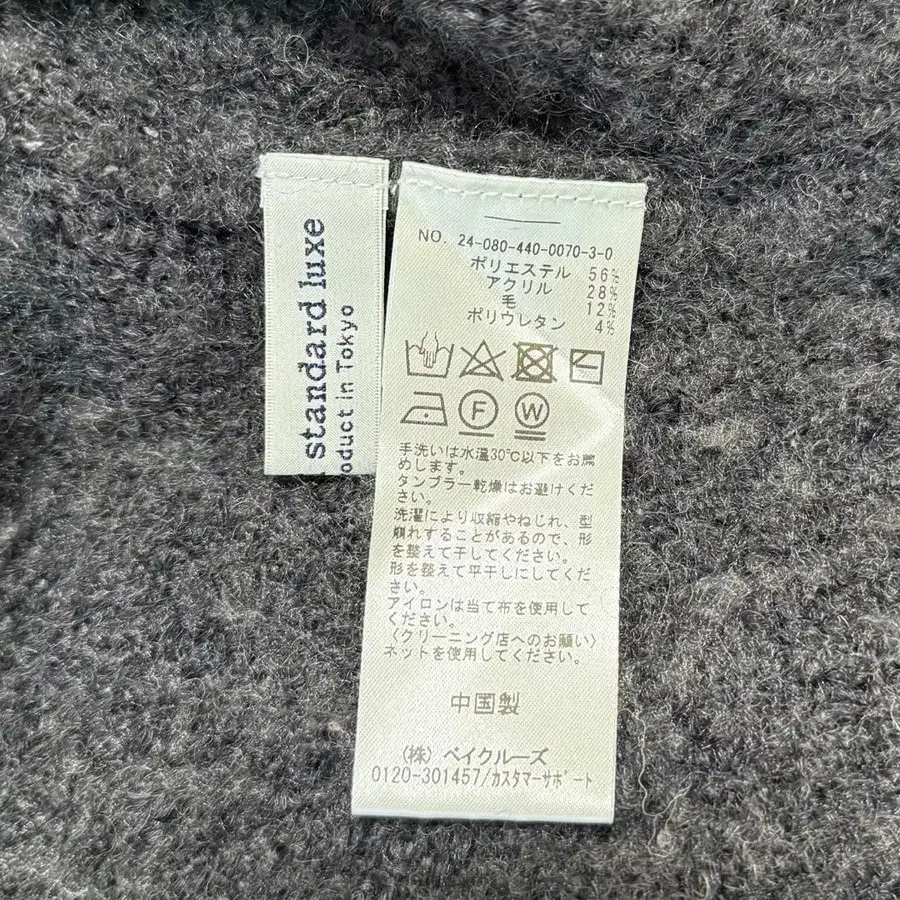 standard luxe
oduct in Tokyo
NO. 24-080-440-0070-3-0
ポリエステル 56%
アクリル 28%
毛 12%
ポリウレタン 4%
F W
手洗いは水温30℃以下をお薦
めします。
タンブラー乾燥はお避けくだ
さい。
洗濯により収縮やねじれ、型
崩れすることがあるので、形
を整えて干してください。
形を整えて平干しにしてくだ
さい。
アイロンは当て布を使用して
ください。
〈クリーニング店へのお願い〉
ネットを使用してください。
中国製
(株) ベイクルーズ
0120-301457/カスタマーサポート